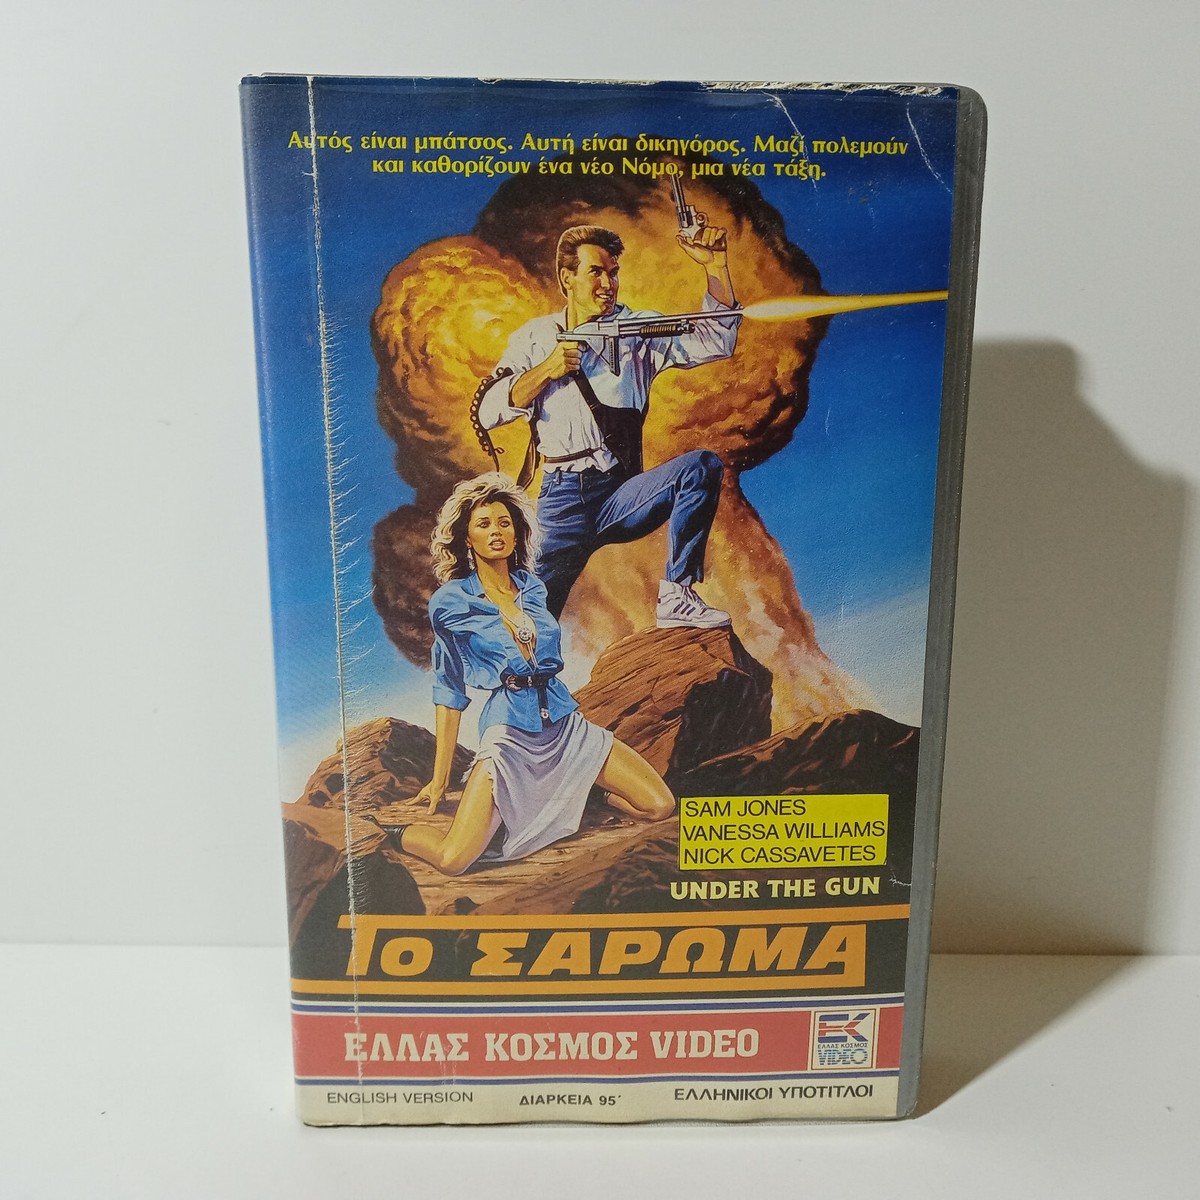 Αυτός είναι μπάτσος. Αυτή είναι δικηγόρος. Μαζί πολεμούν
και καθορίζουν ένα νέο Νόμο, μια νέα τάξη.
SAM JONES
VANESSA WILLIAMS
NICK CASSAVETES
UNDER THE GUN
ΤΟ ΣΑΡΩΜΑ
ΕΛΛΑΣ ΚΟΣΜΟΣ VIDEO
EK
ΕΛΛΑΣ ΚΟΣΜΟΣ
VIDEO
ENGLISH VERSION ΔΙΑΡΚΕΙΑ 95΄ ΕΛΛΗΝΙΚΟΙ ΥΠΟΤΙΤΛΟΙ